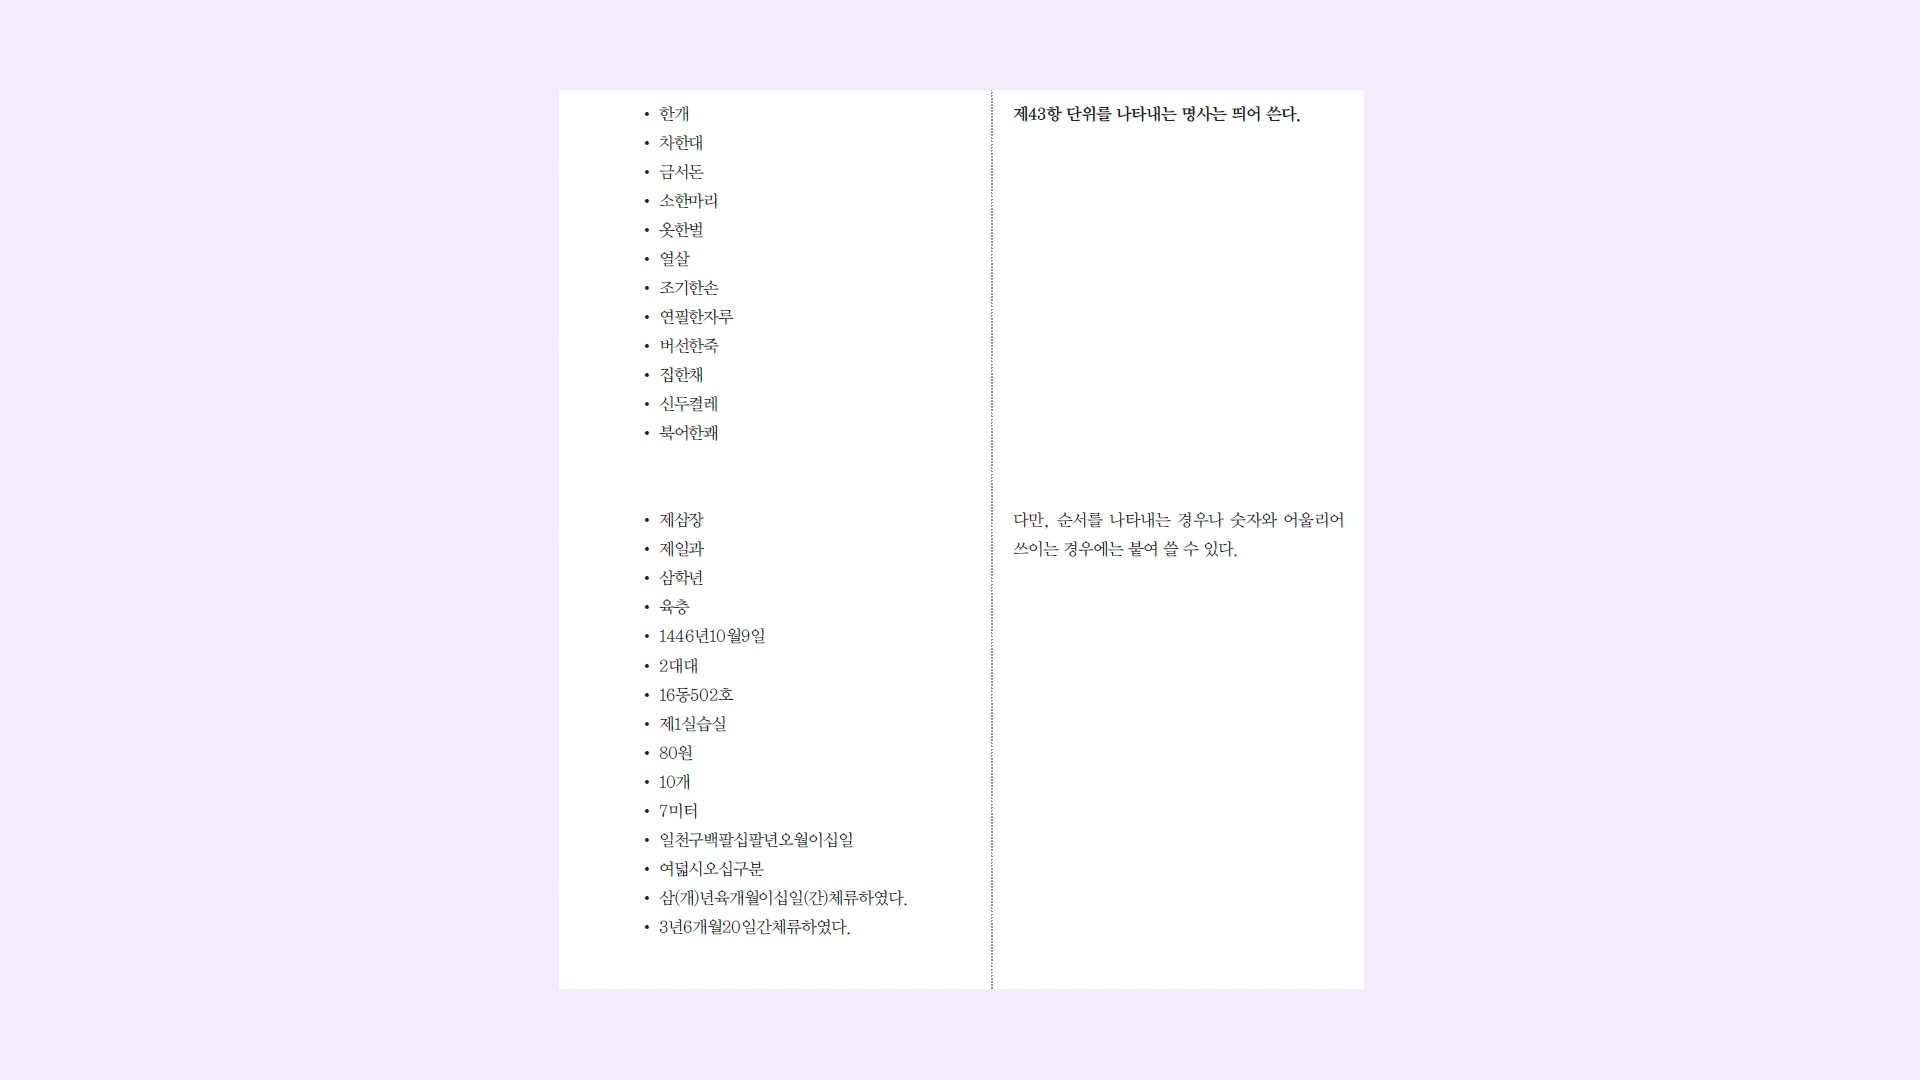 • 한개
• 차한대
• 금서돈
• 소한마리
• 옷한벌
• 열살
• 조기한손
• 연필한자루
• 버선한죽
• 집한채
• 신두켤레
• 북어한쾌
제43항 단위를 나타내는 명사는 띄어 쓴다.
• 제삼장
• 제일과
• 삼학년
• 육층
• 1446년10월9일
• 2대대
• 16동502호
• 제1실습실
• 80원
• 10개
• 7미터
• 일천구백팔십팔년오월이십일
• 여덟시오십구분
• 삼(개)년육개월이십일(간)체류하였다.
• 3년6개월20일간체류하였다.
다만, 순서를 나타내는 경우나 숫자와 어울리어
쓰이는 경우에는 붙여 쓸 수 있다.